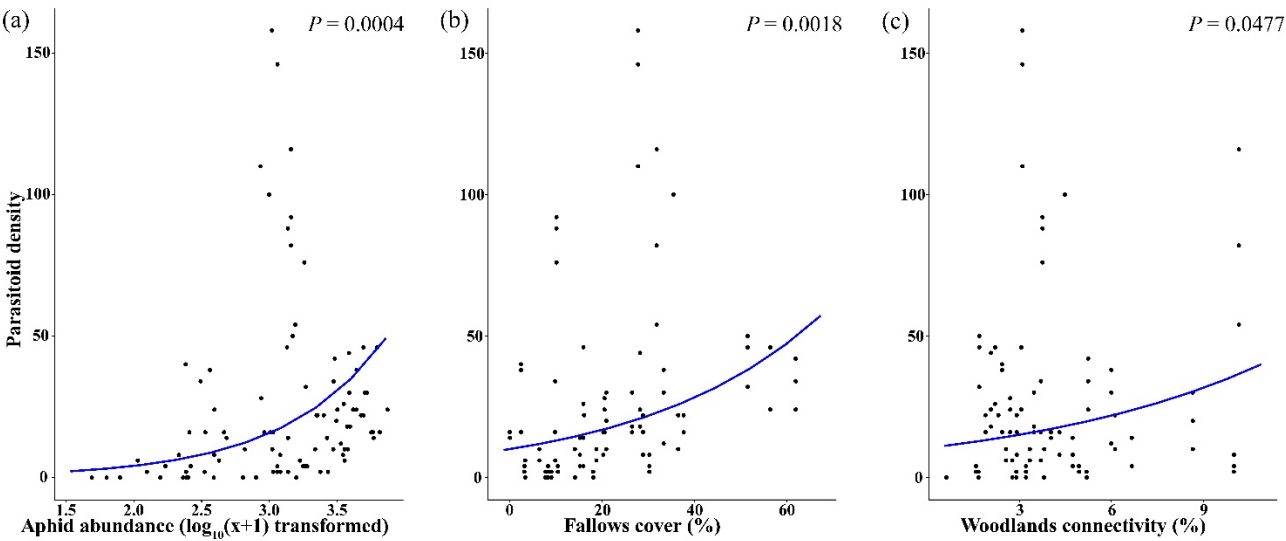 (a)
P = 0.0004
150
100
50
0
Parasitoid density
1.5 2.0 2.5 3.0 3.5
Aphid abundance (log10(x+1) transformed)
(b)
P = 0.0018
150
100
50
0
0 20 40 60
Fallows cover (%)
(c)
P = 0.0477
150
100
50
0
3 6 9
Woodlands connectivity (%)